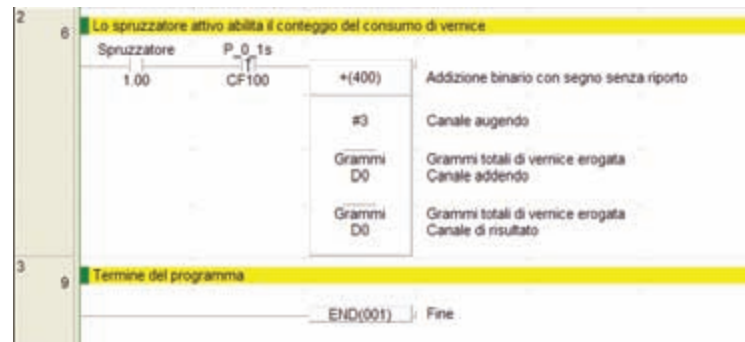 2
6
Lo spruzzatore attivo abilita il conteggio del consumo di vernice
Spruzzatore P_0_1s
1.00 CF100
+(400) Addizione binario con segno senza riporto
#3 Canale augendo
Grammi Grammi totali di vernice erogata
D0 Canale addendo
Grammi Grammi totali di vernice erogata
D0 Canale di risultato
3
9
Termine del programma
END(001) Fine